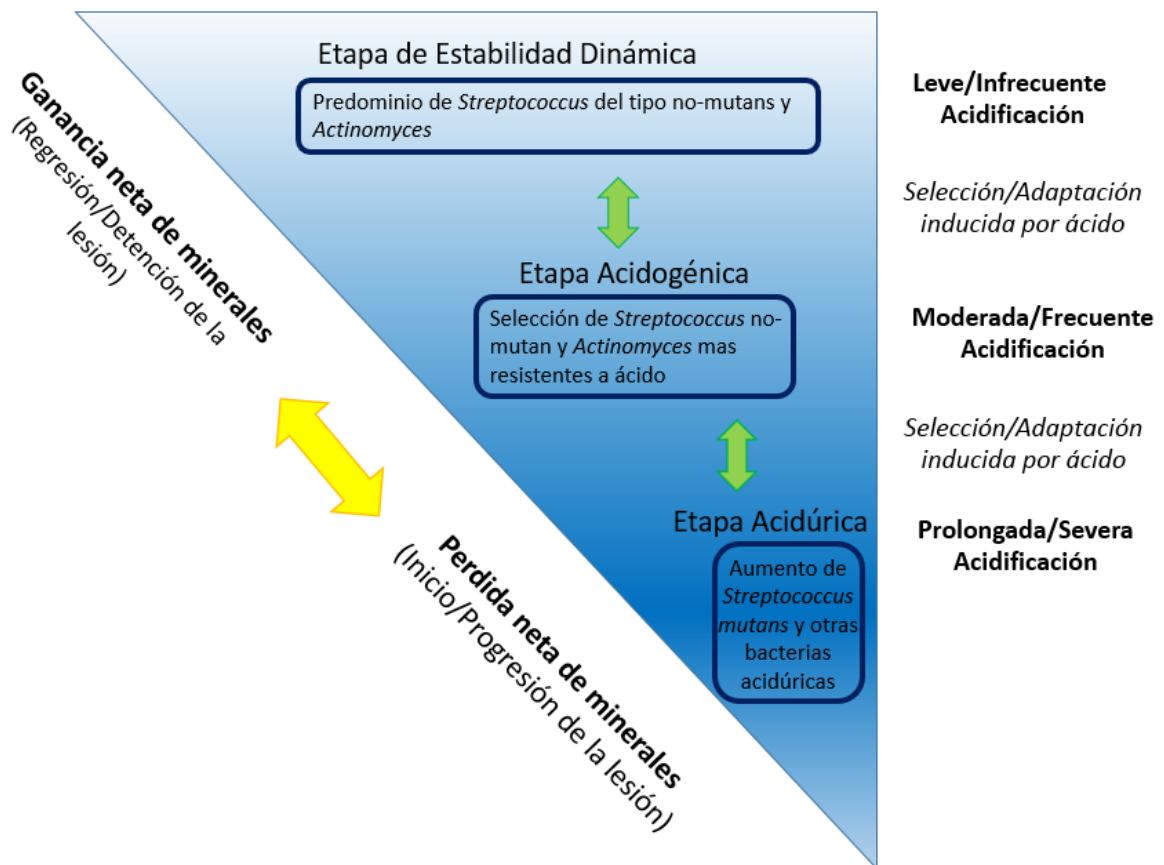 Etapa de Estabilidad Dinámica
Predominio de Streptococcus del tipo no-mutans y
Actinomyces
Leve/Infrecuente
Acidificación
Ganancia neta de minerales
(Regresión/Detención de la
lesión)
Selección/Adaptación
inducida por ácido
Etapa Acidogénica
Selección de Streptococcus no-
mutan y Actinomyces mas
resistentes a ácido
Moderada/Frecuente
Acidificación
Selección/Adaptación
inducida por ácido
Etapa Acidúrica
Aumento de
Streptococcus
mutans y otras
bacterias
acidúricas
Prolongada/Severa
Acidificación
Perdida neta de minerales
(Inicio/Progresión de la lesión)